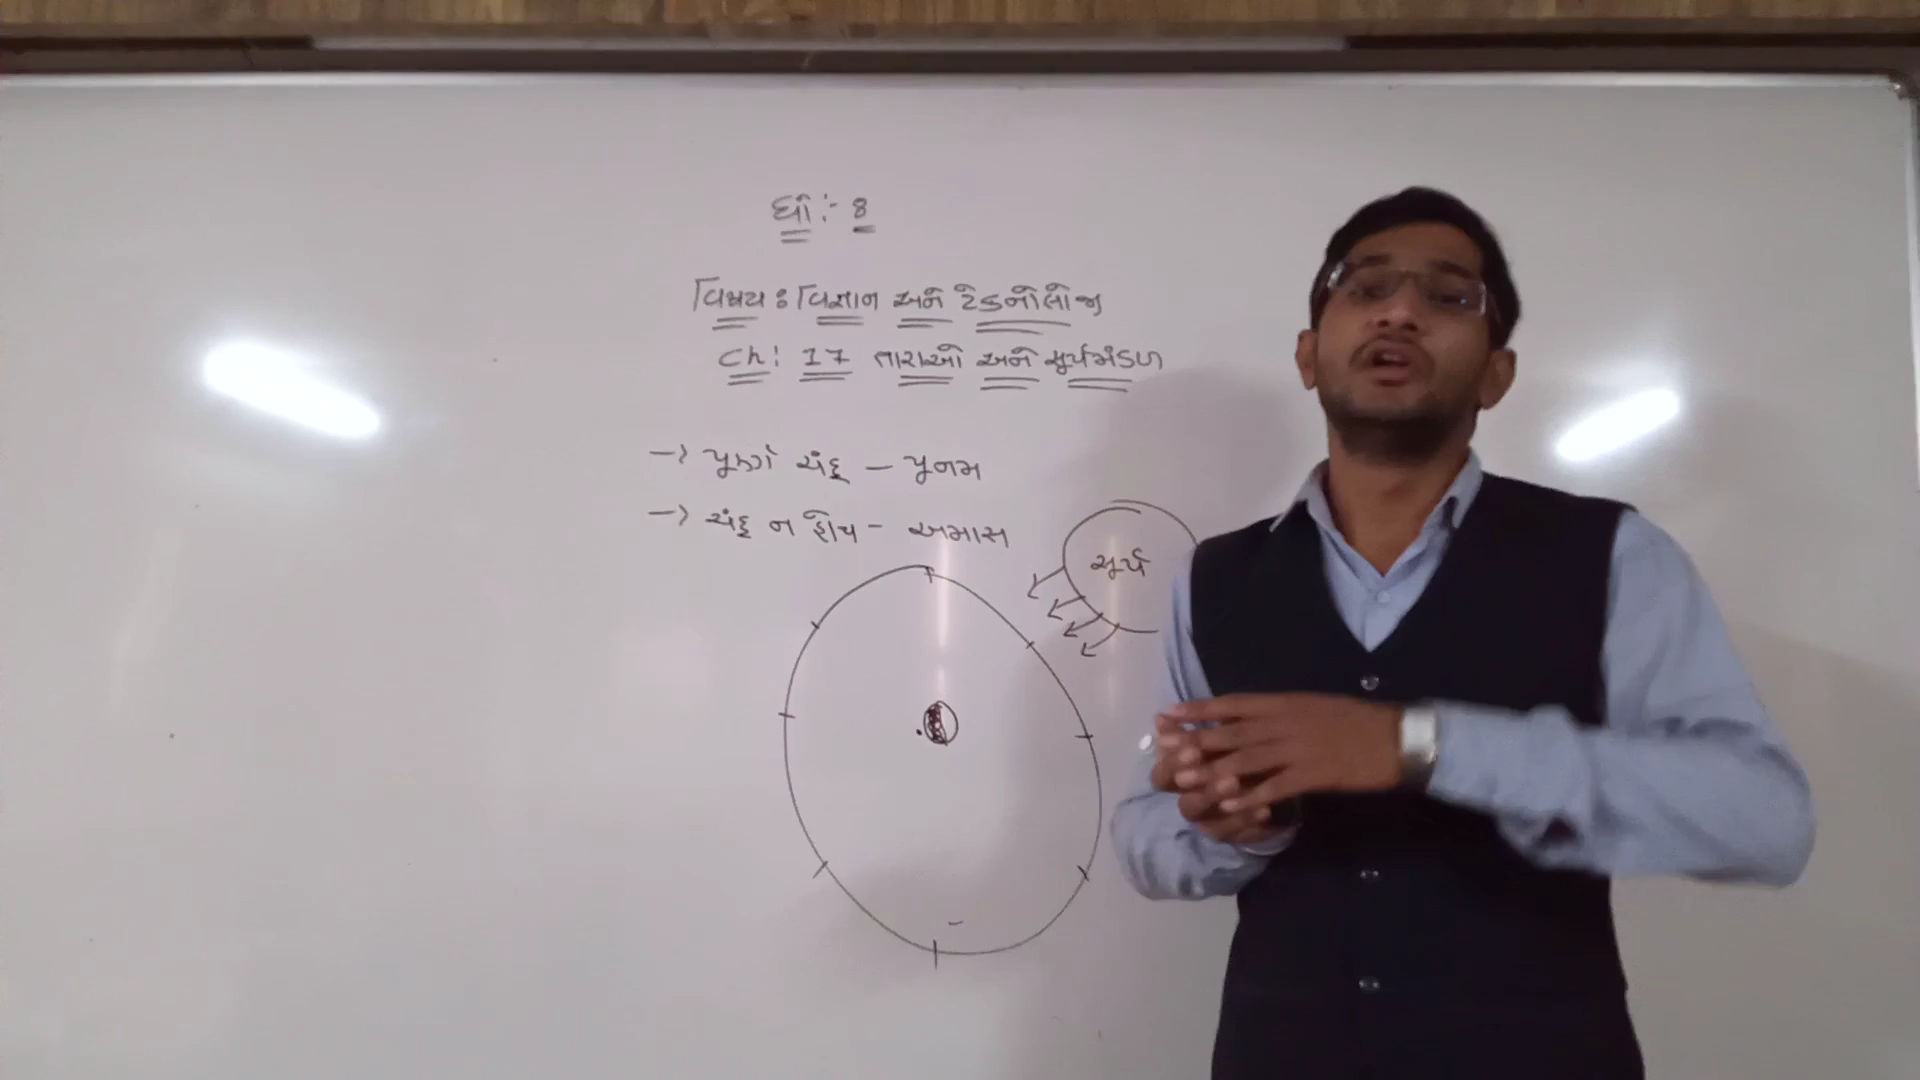 ધો :- 8
વિષય : વિજ્ઞાન અને ટેકનોલોજી
Ch : 17 તારાઓ અને સૂર્યમંડળ
→ પૂર્ણ ચંદ્ર – પુનમ
→ ચંદ્ર ન હોય – અમાસ
સૂર્ય